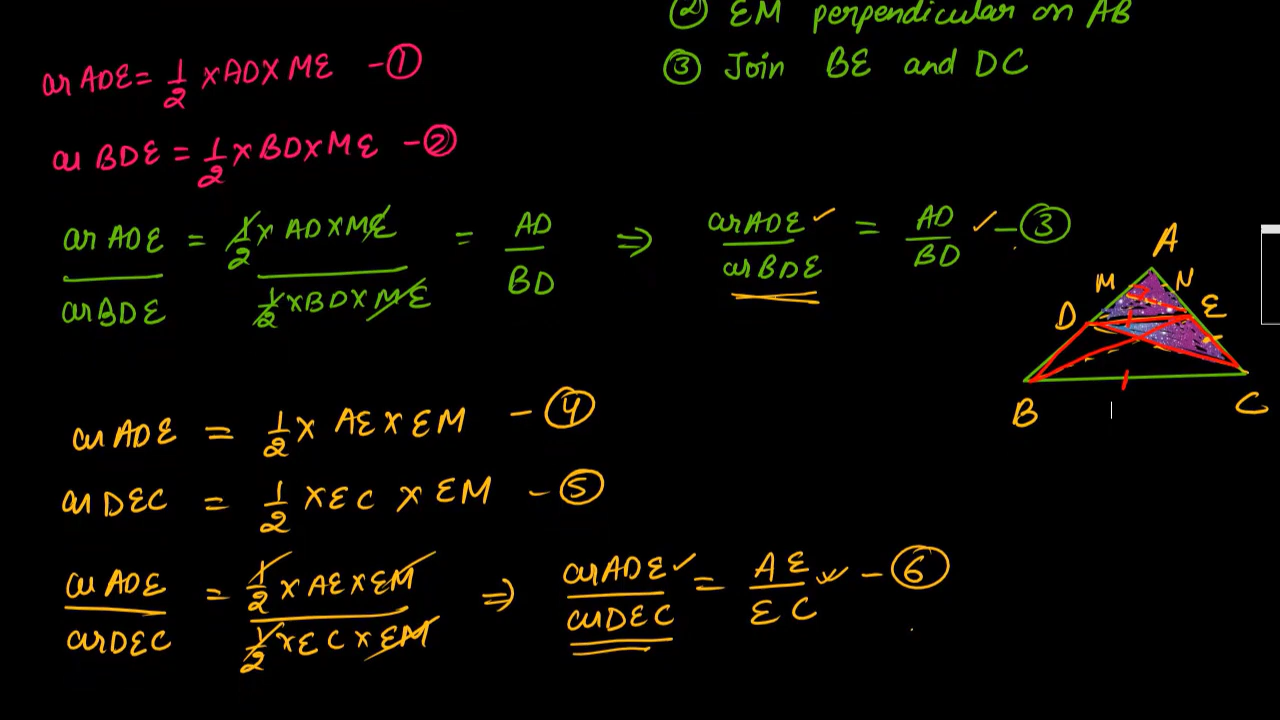 ② EM perpendicular on AB
③ Join BE and DC
ar ADE = 1/2 × AD × ME - ①
ar BDE = 1/2 × BD × ME - ②
ar ADE / ar BDE = 1/2 × AD × ME / 1/2 × BD × ME = AD / BD ⇒ ar ADE / ar BDE = AD / BD - ③
A
M N
D E
B C
ar ADE = 1/2 × AE × EM - ④
ar DEC = 1/2 × EC × EM - ⑤
ar ADE / ar DEC = 1/2 × AE × EM / 1/2 × EC × EM ⇒ ar ADE / ar DEC = AE / EC - ⑥